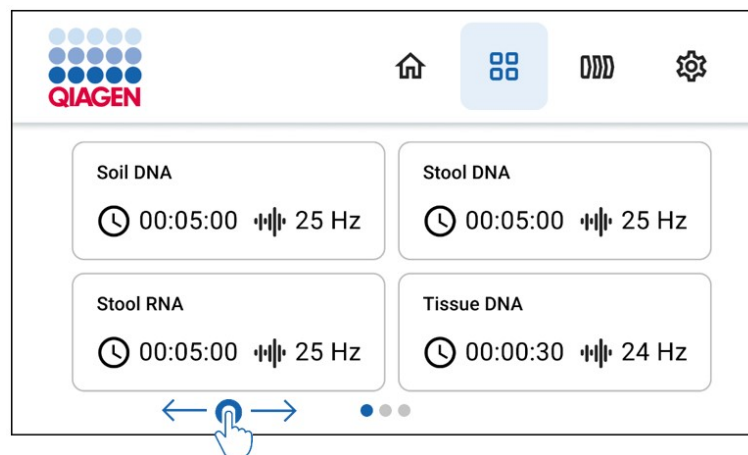 QIAGEN
Soil DNA
00:05:00 25 Hz
Stool DNA
00:05:00 25 Hz
Stool RNA
00:05:00 25 Hz
Tissue DNA
00:00:30 24 Hz